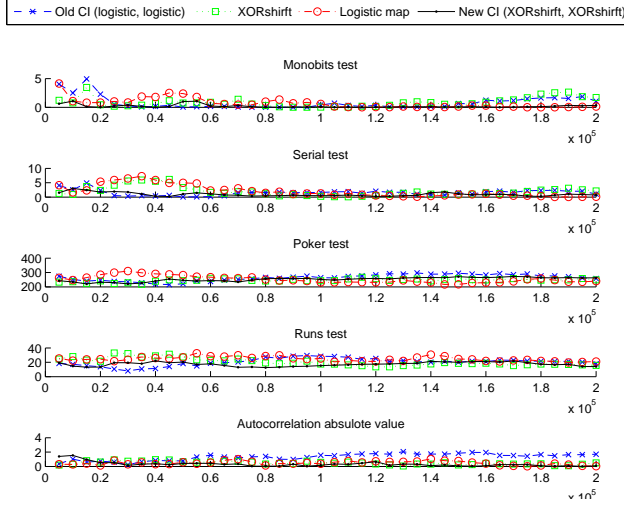 Old CI (logistic, logistic) XORshirft Logistic map New CI (XORshirft, XORshirft)
Monobits test
5
0
0 0.2 0.4 0.6 0.8 1 1.2 1.4 1.6 1.8 2
x 10^5
Serial test
10
5
0
0 0.2 0.4 0.6 0.8 1 1.2 1.4 1.6 1.8 2
x 10^5
Poker test
400
300
200
0 0.2 0.4 0.6 0.8 1 1.2 1.4 1.6 1.8 2
x 10^5
Runs test
40
20
0
0 0.2 0.4 0.6 0.8 1 1.2 1.4 1.6 1.8 2
x 10^5
Autocorrelation absulote value
4
2
0
0 0.2 0.4 0.6 0.8 1 1.2 1.4 1.6 1.8 2
x 10^5